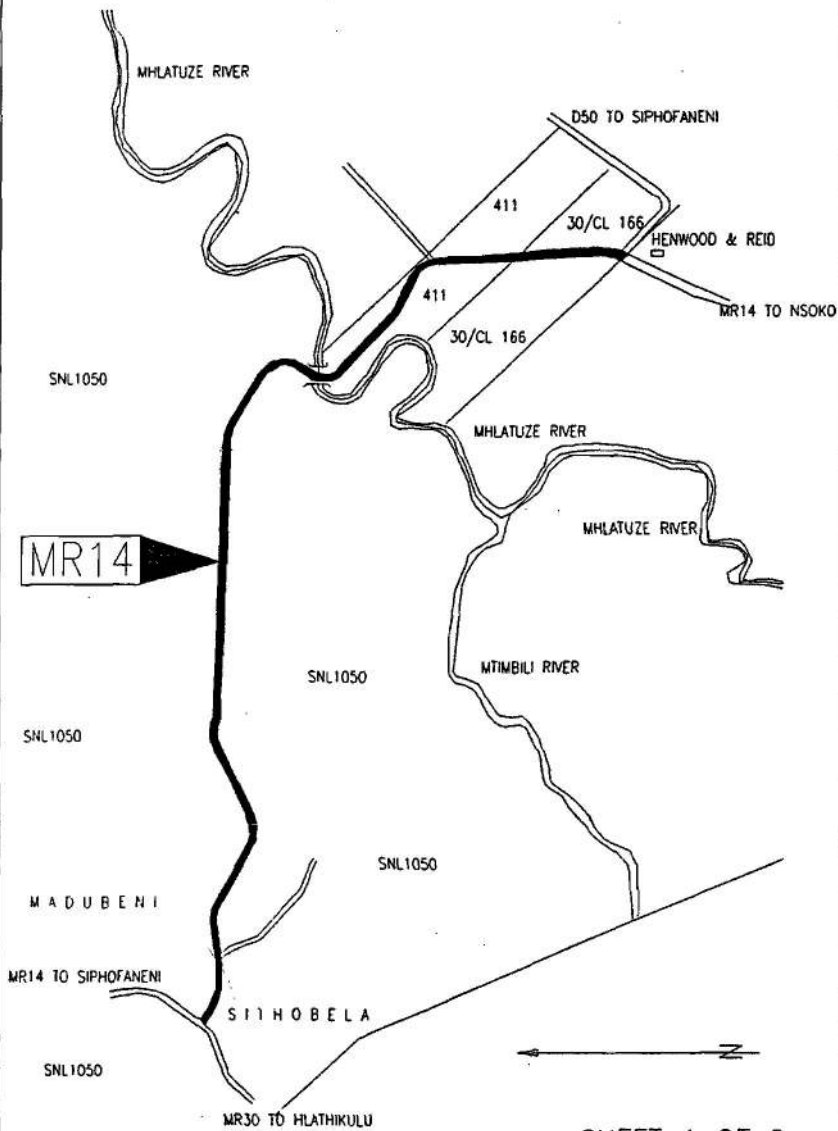 MHLATUZE RIVER
D50 TO SIPHOFANENI
411
30/CL 166
HENWOOD & REID
411
MR14 TO NSOKO
30/CL 166
SNL1050
MHLATUZE RIVER
MHLATUZE RIVER
MR14
MTIMBILI RIVER
SNL1050
SNL1050
SNL1050
MADUBENI
MR14 TO SIPHOFANENI
SITHOBELA
N
SNL1050
MR30 TO HLATHIKULU